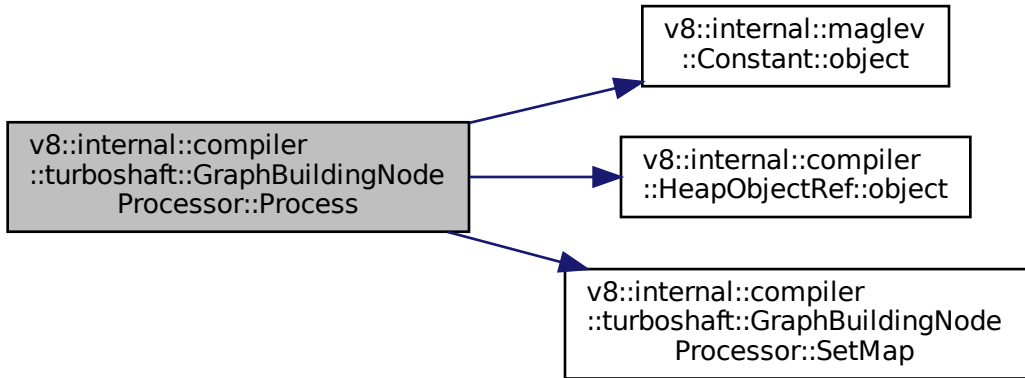 v8::internal::compiler
::turboshaft::GraphBuildingNode
Processor::Process
v8::internal::maglev
::Constant::object
v8::internal::compiler
::HeapObjectRef::object
v8::internal::compiler
::turboshaft::GraphBuildingNode
Processor::SetMap